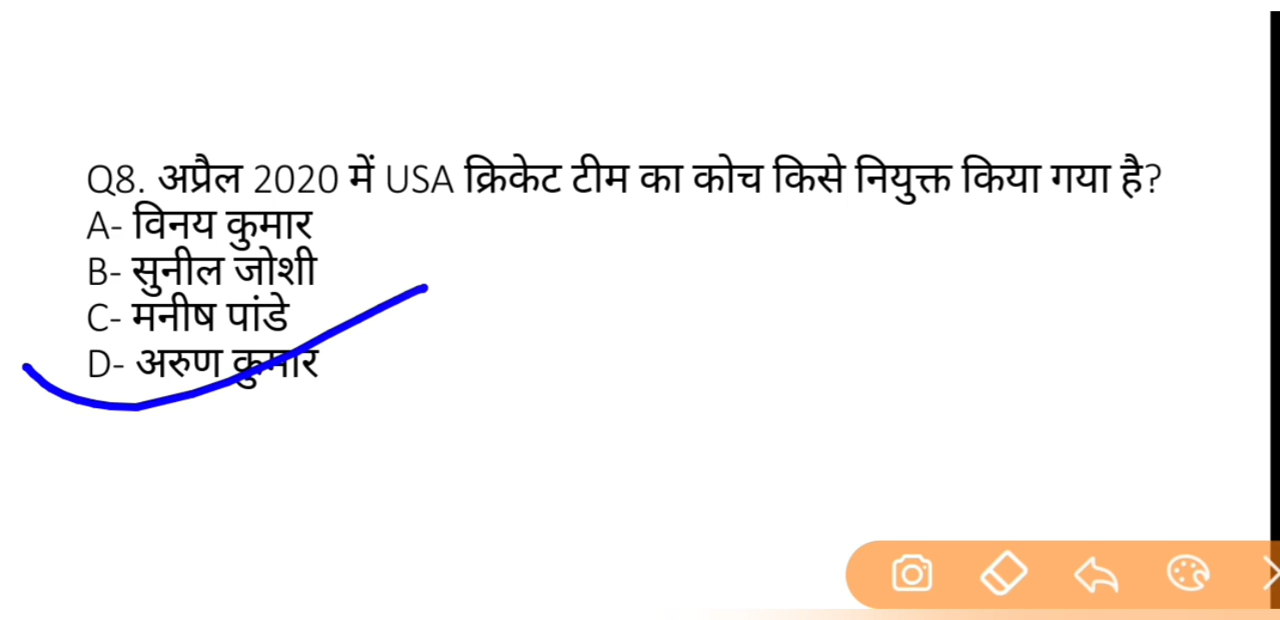 Q8. अप्रैल 2020 में USA क्रिकेट टीम का कोच किसे नियुक्त किया गया है?
A- विनय कुमार
B- सुनील जोशी
C- मनीष पांडे
D- अरुण कुमार